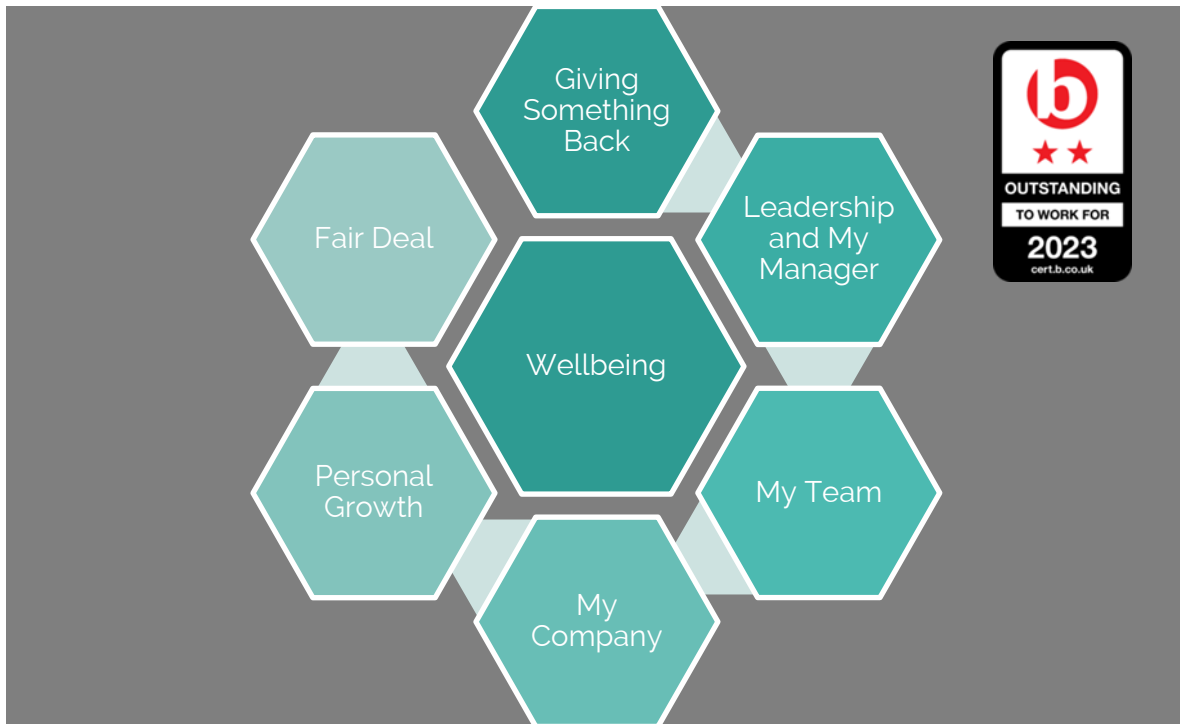 Giving
Something
Back
Leadership
and My
Manager
Fair Deal
Wellbeing
Personal
Growth
My Team
My
Company
b
OUTSTANDING
TO WORK FOR
2023
cert.b.co.uk